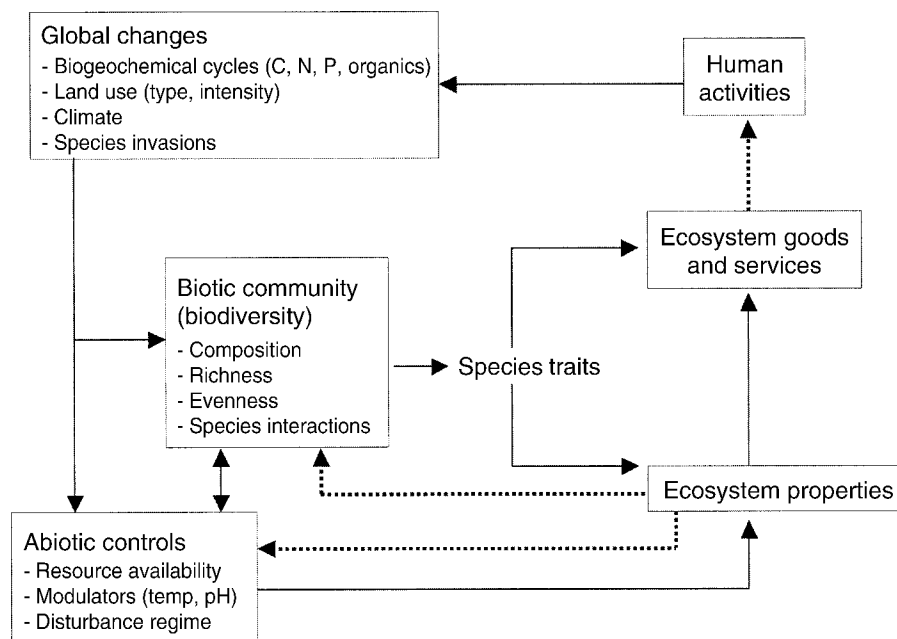 Global changes
- Biogeochemical cycles (C, N, P, organics)
- Land use (type, intensity)
- Climate
- Species invasions
Human
activities
Ecosystem goods
and services
Biotic community
(biodiversity)
- Composition
- Richness
- Evenness
- Species interactions
Species traits
Ecosystem properties
Abiotic controls
- Resource availability
- Modulators (temp, pH)
- Disturbance regime